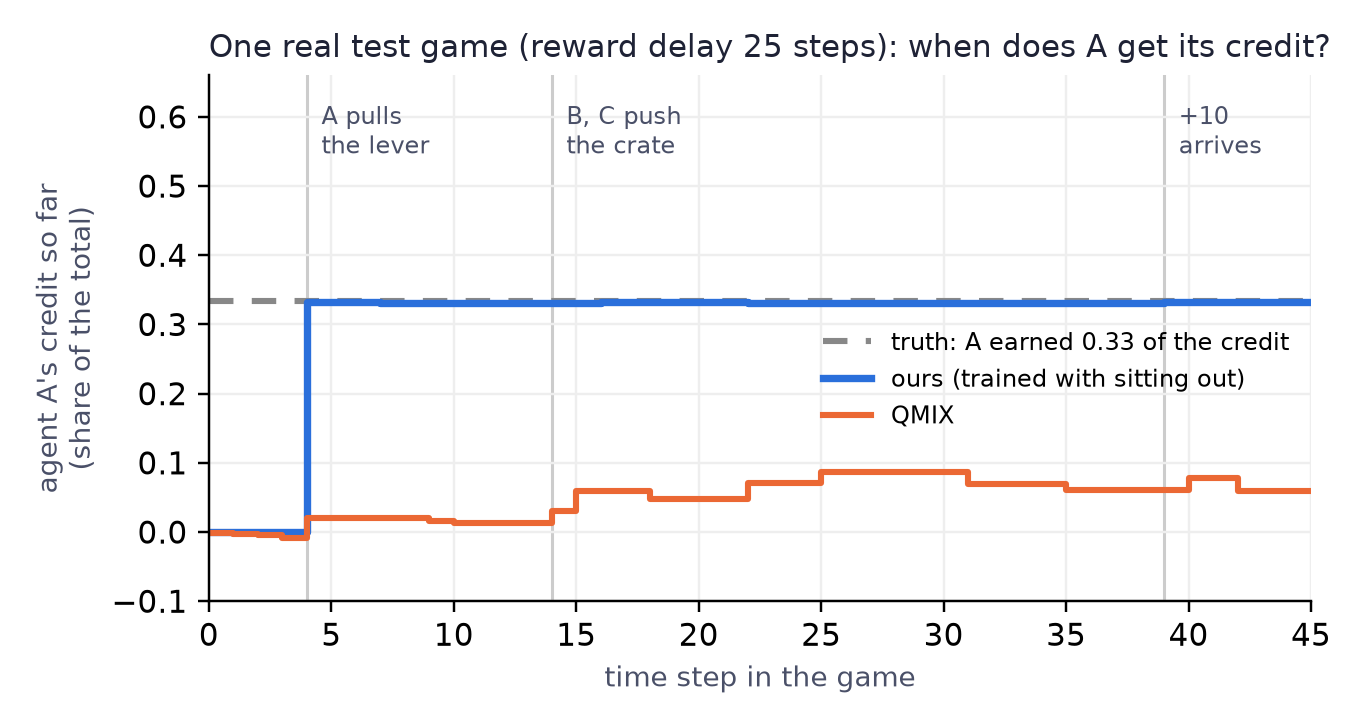 One real test game (reward delay 25 steps): when does A get its credit?
A pulls
the lever
B, C push
the crate
+10
arrives
0.6
0.5
0.4
0.3
0.2
0.1
0.0
−0.1
agent A's credit so far
(share of the total)
truth: A earned 0.33 of the credit
ours (trained with sitting out)
QMIX
0 5 10 15 20 25 30 35 40 45
time step in the game